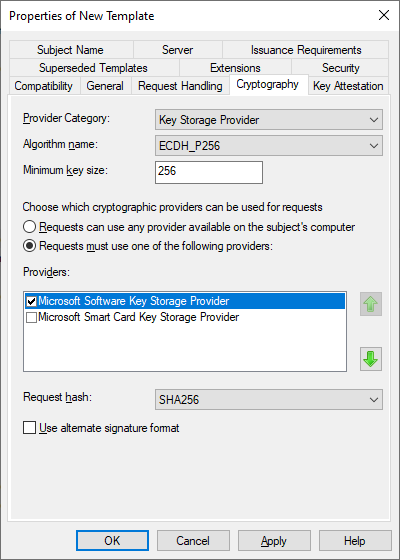 Properties of New Template
Subject Name Server Issuance Requirements
Superseded Templates Extensions Security
Compatibility General Request Handling Cryptography Key Attestation
Provider Category: Key Storage Provider
Algorithm name: ECDH_P256
Minimum key size: 256
Choose which cryptographic providers can be used for requests
Requests can use any provider available on the subject's computer
Requests must use one of the following providers:
Providers:
Microsoft Software Key Storage Provider
Microsoft Smart Card Key Storage Provider
Request hash: SHA256
Use alternate signature format
OK Cancel Apply Help